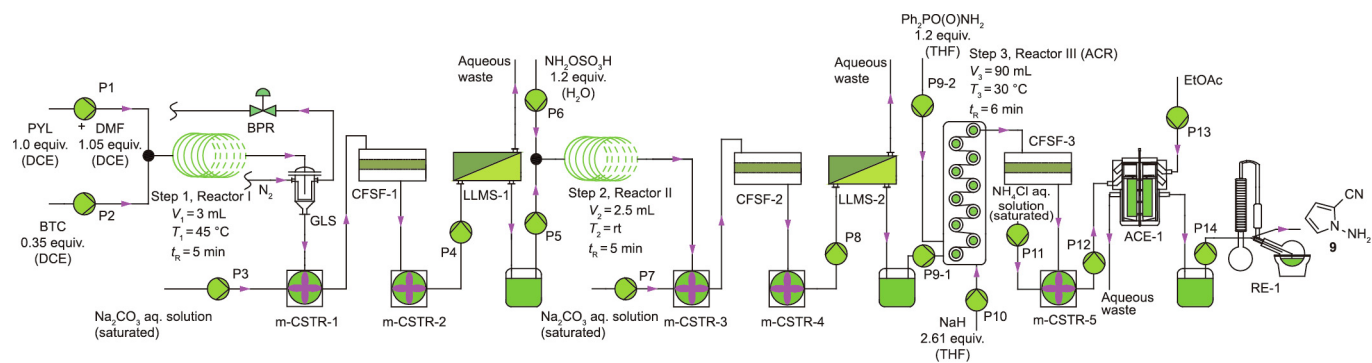 P1
PYL + DMF
1.0 equiv. 1.05 equiv.
(DCE) (DCE)
P2
BTC
0.35 equiv.
(DCE)
BPR
Step 1, Reactor I
V₁ = 3 mL
T₁ = 45 °C
tR = 5 min
N₂
GLS
P3
Na₂CO₃ aq. solution
(saturated)
m-CSTR-1
CFSF-1
m-CSTR-2
P4
Aqueous
waste
LLMS-1
NH₂OSO₃H
1.2 equiv.
(H₂O)
P6
P5
Step 2, Reactor II
V₂ = 2.5 mL
T₂ = rt
tR = 5 min
P7
Na₂CO₃ aq. solution
(saturated)
m-CSTR-3
CFSF-2
m-CSTR-4
P8
Aqueous
waste
LLMS-2
Ph₂PO(O)NH₂
1.2 equiv.
(THF)
P9-2
P9-1
Step 3, Reactor III (ACR)
V₃ = 90 mL
T₃ = 30 °C
tR = 6 min
P10
NaH
2.61 equiv.
(THF)
CFSF-3
NH₄Cl aq.
solution
(saturated)
P11
m-CSTR-5
P12
EtOAc
P13
ACE-1
Aqueous
waste
P14
RE-1
CN
N
NH₂
9